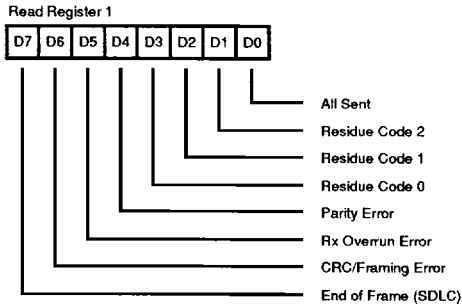 Read Register 1
D7 D6 D5 D4 D3 D2 D1 D0
All Sent
Residue Code 2
Residue Code 1
Residue Code 0
Parity Error
Rx Overrun Error
CRC/Framing Error
End of Frame (SDLC)